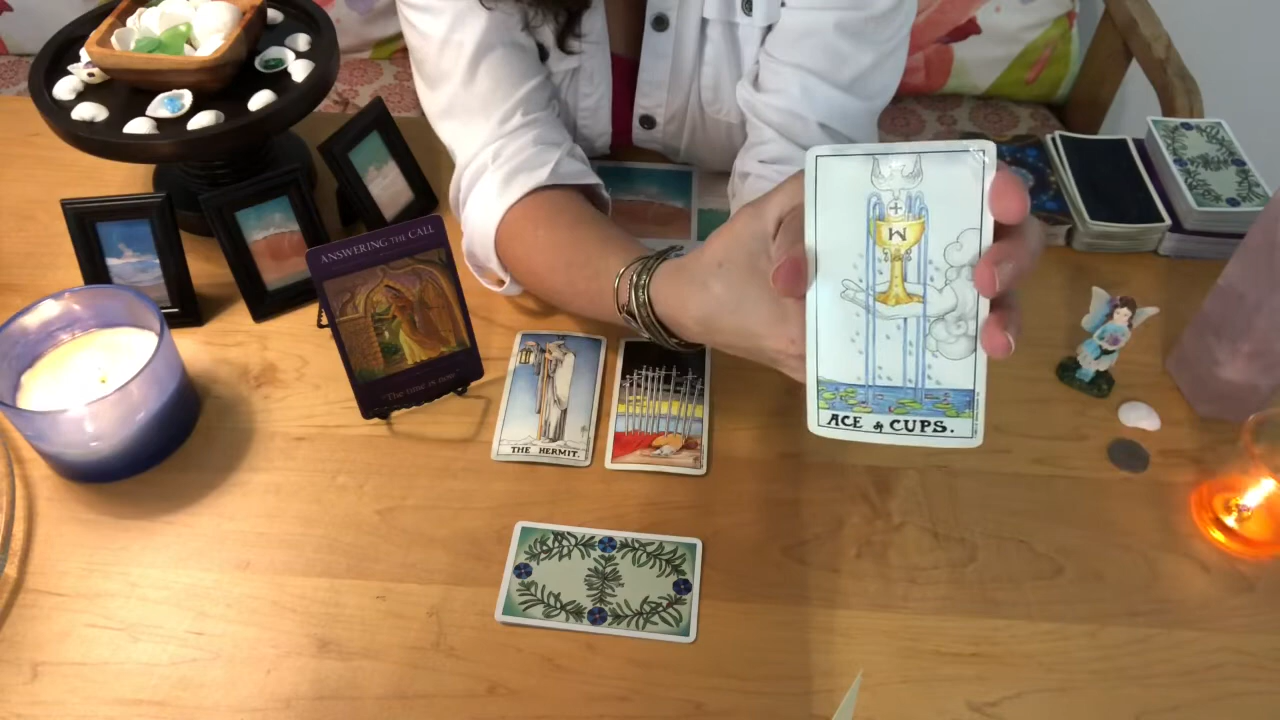 ANSWERING THE CALL
"The time is now"
THE HERMIT.
W
ACE of CUPS.